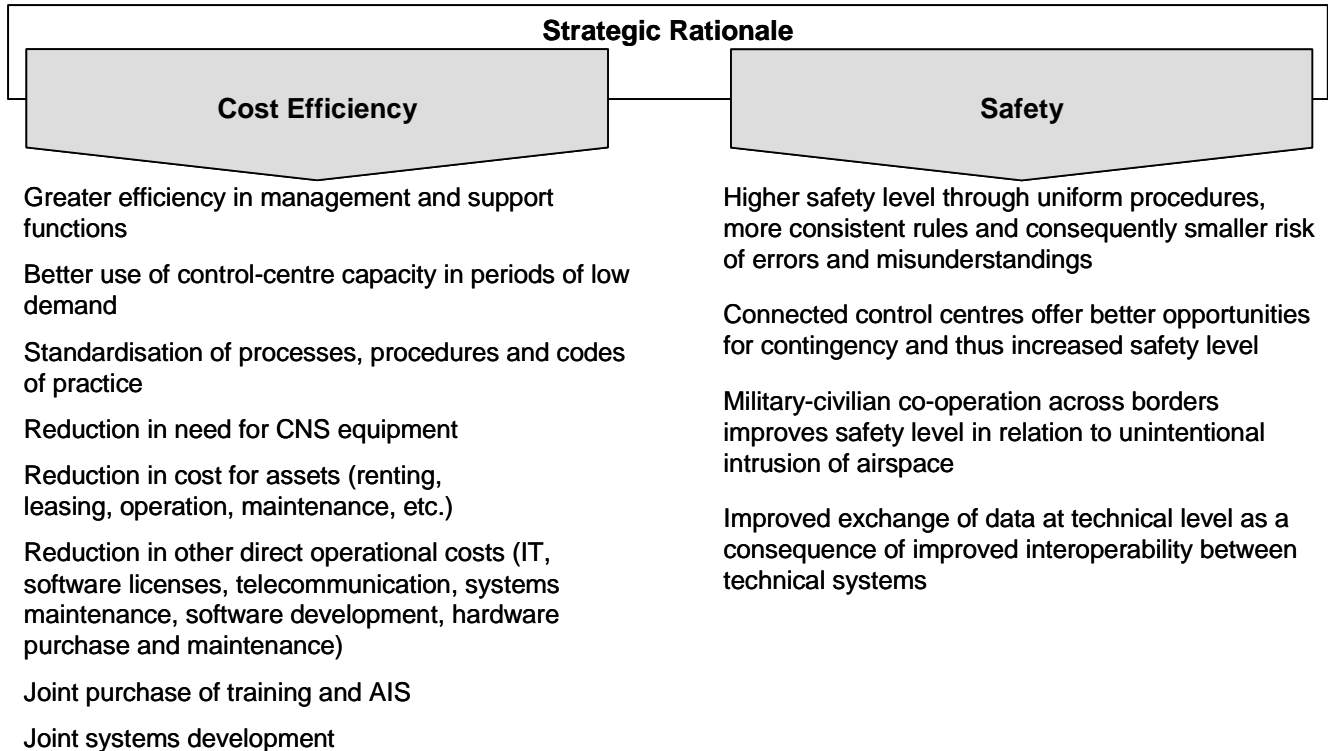 Strategic Rationale
Cost Efficiency
Greater efficiency in management and support
functions
Better use of control-centre capacity in periods of low
demand
Standardisation of processes, procedures and codes
of practice
Reduction in need for CNS equipment
Reduction in cost for assets (renting,
leasing, operation, maintenance, etc.)
Reduction in other direct operational costs (IT,
software licenses, telecommunication, systems
maintenance, software development, hardware
purchase and maintenance)
Joint purchase of training and AIS
Joint systems development
Safety
Higher safety level through uniform procedures,
more consistent rules and consequently smaller risk
of errors and misunderstandings
Connected control centres offer better opportunities
for contingency and thus increased safety level
Military-civilian co-operation across borders
improves safety level in relation to unintentional
intrusion of airspace
Improved exchange of data at technical level as a
consequence of improved interoperability between
technical systems